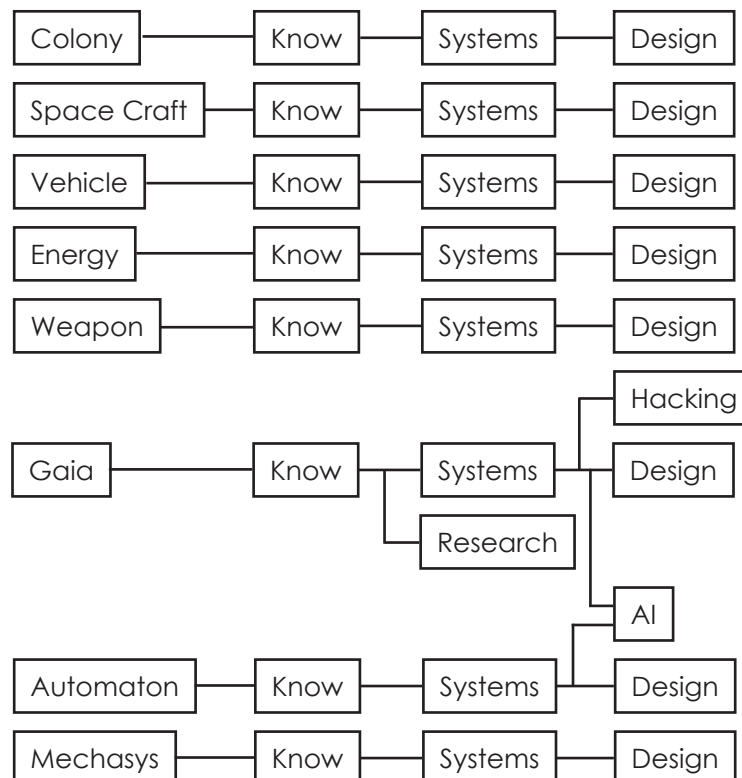 Colony Know Systems Design
Space Craft Know Systems Design
Vehicle Know Systems Design
Energy Know Systems Design
Weapon Know Systems Design
Hacking
Gaia Know Systems Design
Research
AI
Automaton Know Systems Design
Mechasys Know Systems Design